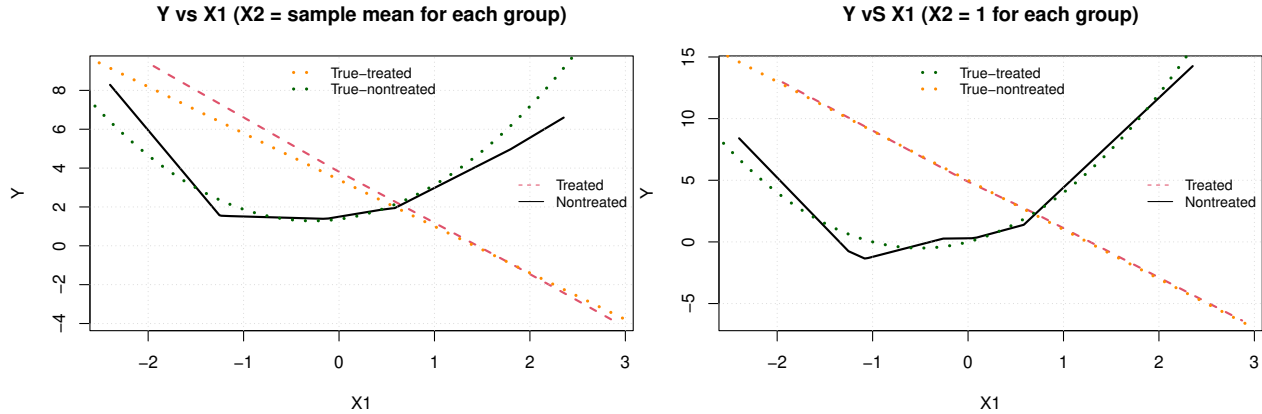 Y vs X1 (X2 = sample mean for each group)
True−treated
True−nontreated
Treated
Nontreated
8
6
4
2
0
−2
−4
Y
−2
−1
0
1
2
3
X1
Y vS X1 (X2 = 1 for each group)
True−treated
True−nontreated
Treated
Nontreated
15
10
5
0
−5
Y
−2
−1
0
1
2
3
X1